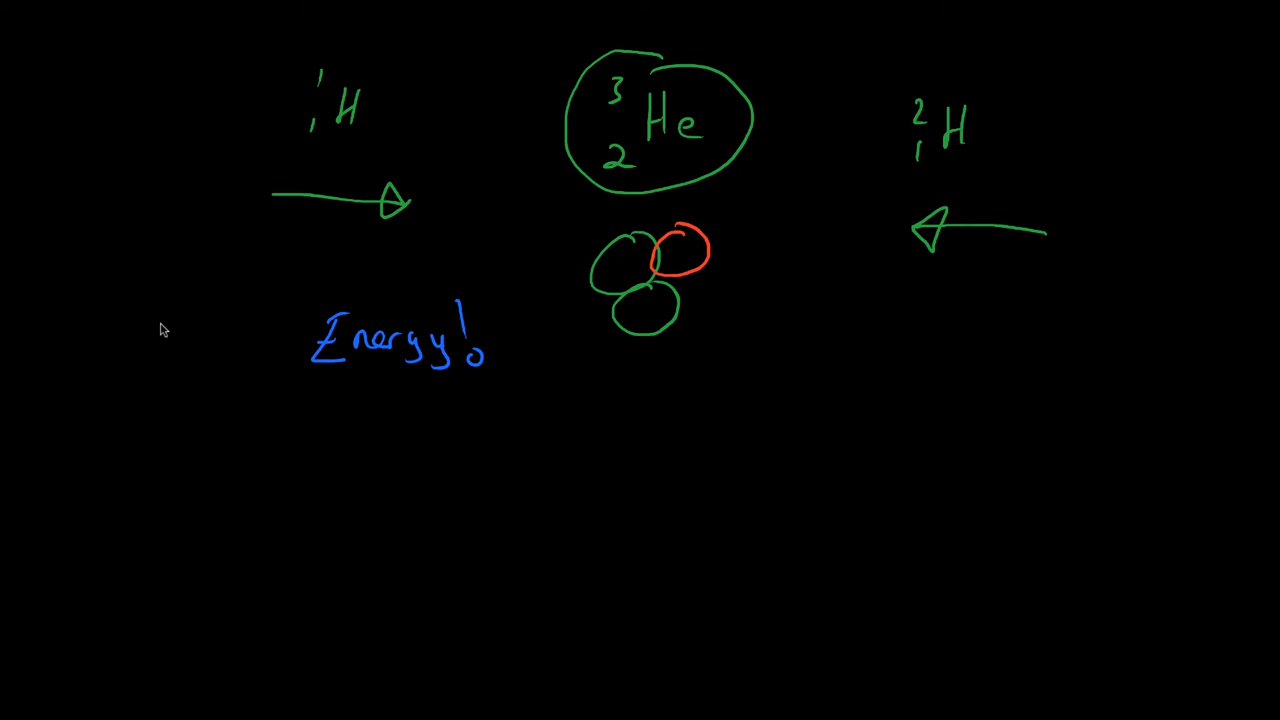 ¹₁H
³₂He
²₁H
Energy!